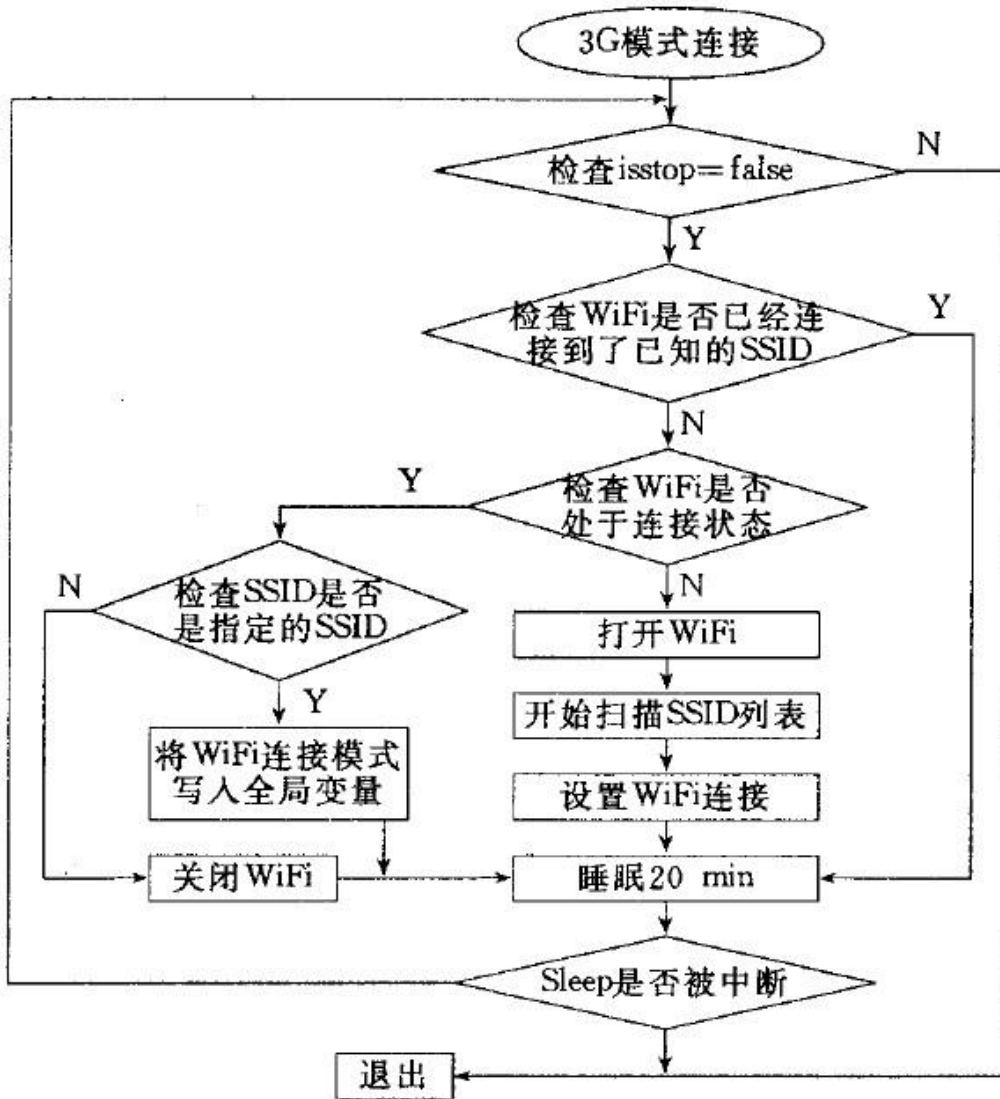 3G模式连接
检查isstop=false
N
Y
检查WiFi是否已经连
接到了已知的SSID
Y
N
检查WiFi是否
处于连接状态
Y
N
检查SSID是否
是指定的SSID
N
Y
打开WiFi
开始扫描SSID列表
将WiFi连接模式
写入全局变量
设置WiFi连接
关闭WiFi
睡眠20 min
Sleep是否被中断
退出